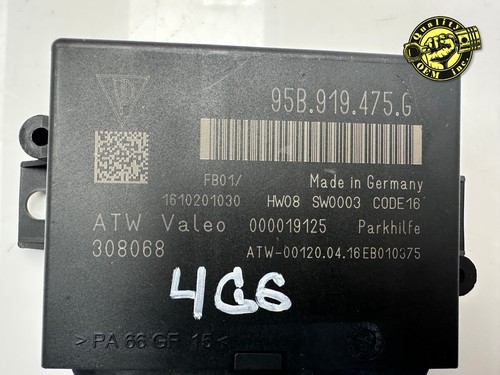 Quality
OEM Inc.
95B.919.475.G
FB01/ Made in Germany
1610201030 HW08 SW0003 CODE16
ATW Valeo 000019125 Parkhilfe
308068 ATW-00120.04.16EB010375
4G6
>PA 66 GF 15<